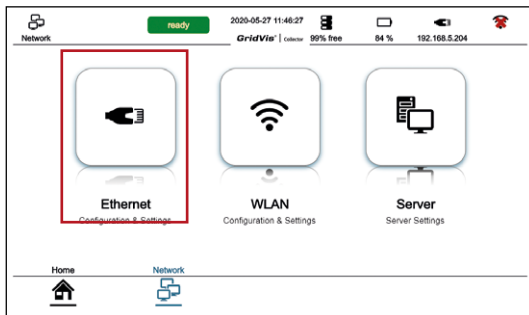 Network
ready
2020-05-27 11:46:27
GridVis® | Collector
99% free
84 %
192.168.5.204
Ethernet
Configuration & Settings
WLAN
Configuration & Settings
Server
Server Settings
Home
Network